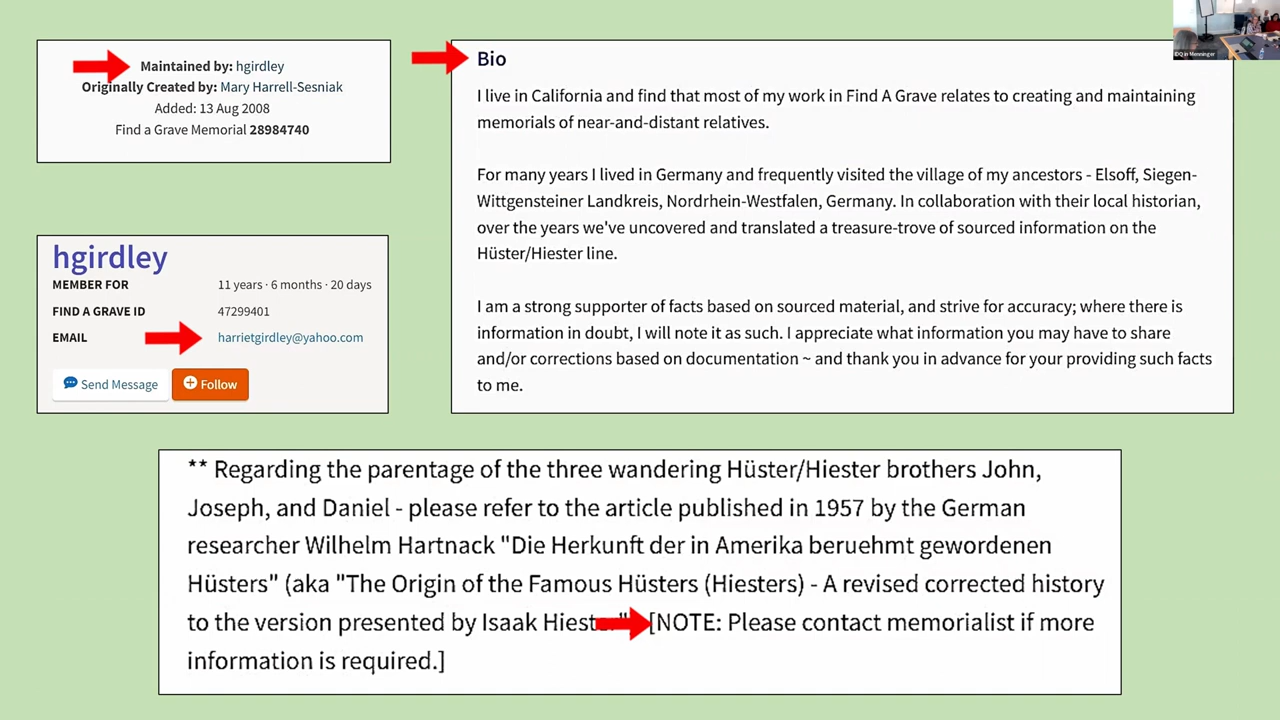 Maintained by: hgirdley
Originally Created by: Mary Harrell-Sesniak
Added: 13 Aug 2008
Find a Grave Memorial 28984740
hgirdley
MEMBER FOR 11 years · 6 months · 20 days
FIND A GRAVE ID 47299401
EMAIL harrietgirdley@yahoo.com
Send Message Follow
Bio
I live in California and find that most of my work in Find A Grave relates to creating and maintaining
memorials of near-and-distant relatives.
For many years I lived in Germany and frequently visited the village of my ancestors - Elsoff, Siegen-
Wittgensteiner Landkreis, Nordrhein-Westfalen, Germany. In collaboration with their local historian,
over the years we've uncovered and translated a treasure-trove of sourced information on the
Hüster/Hiester line.
I am a strong supporter of facts based on sourced material, and strive for accuracy; where there is
information in doubt, I will note it as such. I appreciate what information you may have to share
and/or corrections based on documentation ~ and thank you in advance for your providing such facts
to me.
** Regarding the parentage of the three wandering Hüster/Hiester brothers John,
Joseph, and Daniel - please refer to the article published in 1957 by the German
researcher Wilhelm Hartnack "Die Herkunft der in Amerika beruehmt gewordenen
Hüsters" (aka "The Origin of the Famous Hüsters (Hiesters) - A revised corrected history
to the version presented by Isaak [NOTE: Please contact memorialist if more
information is required.]